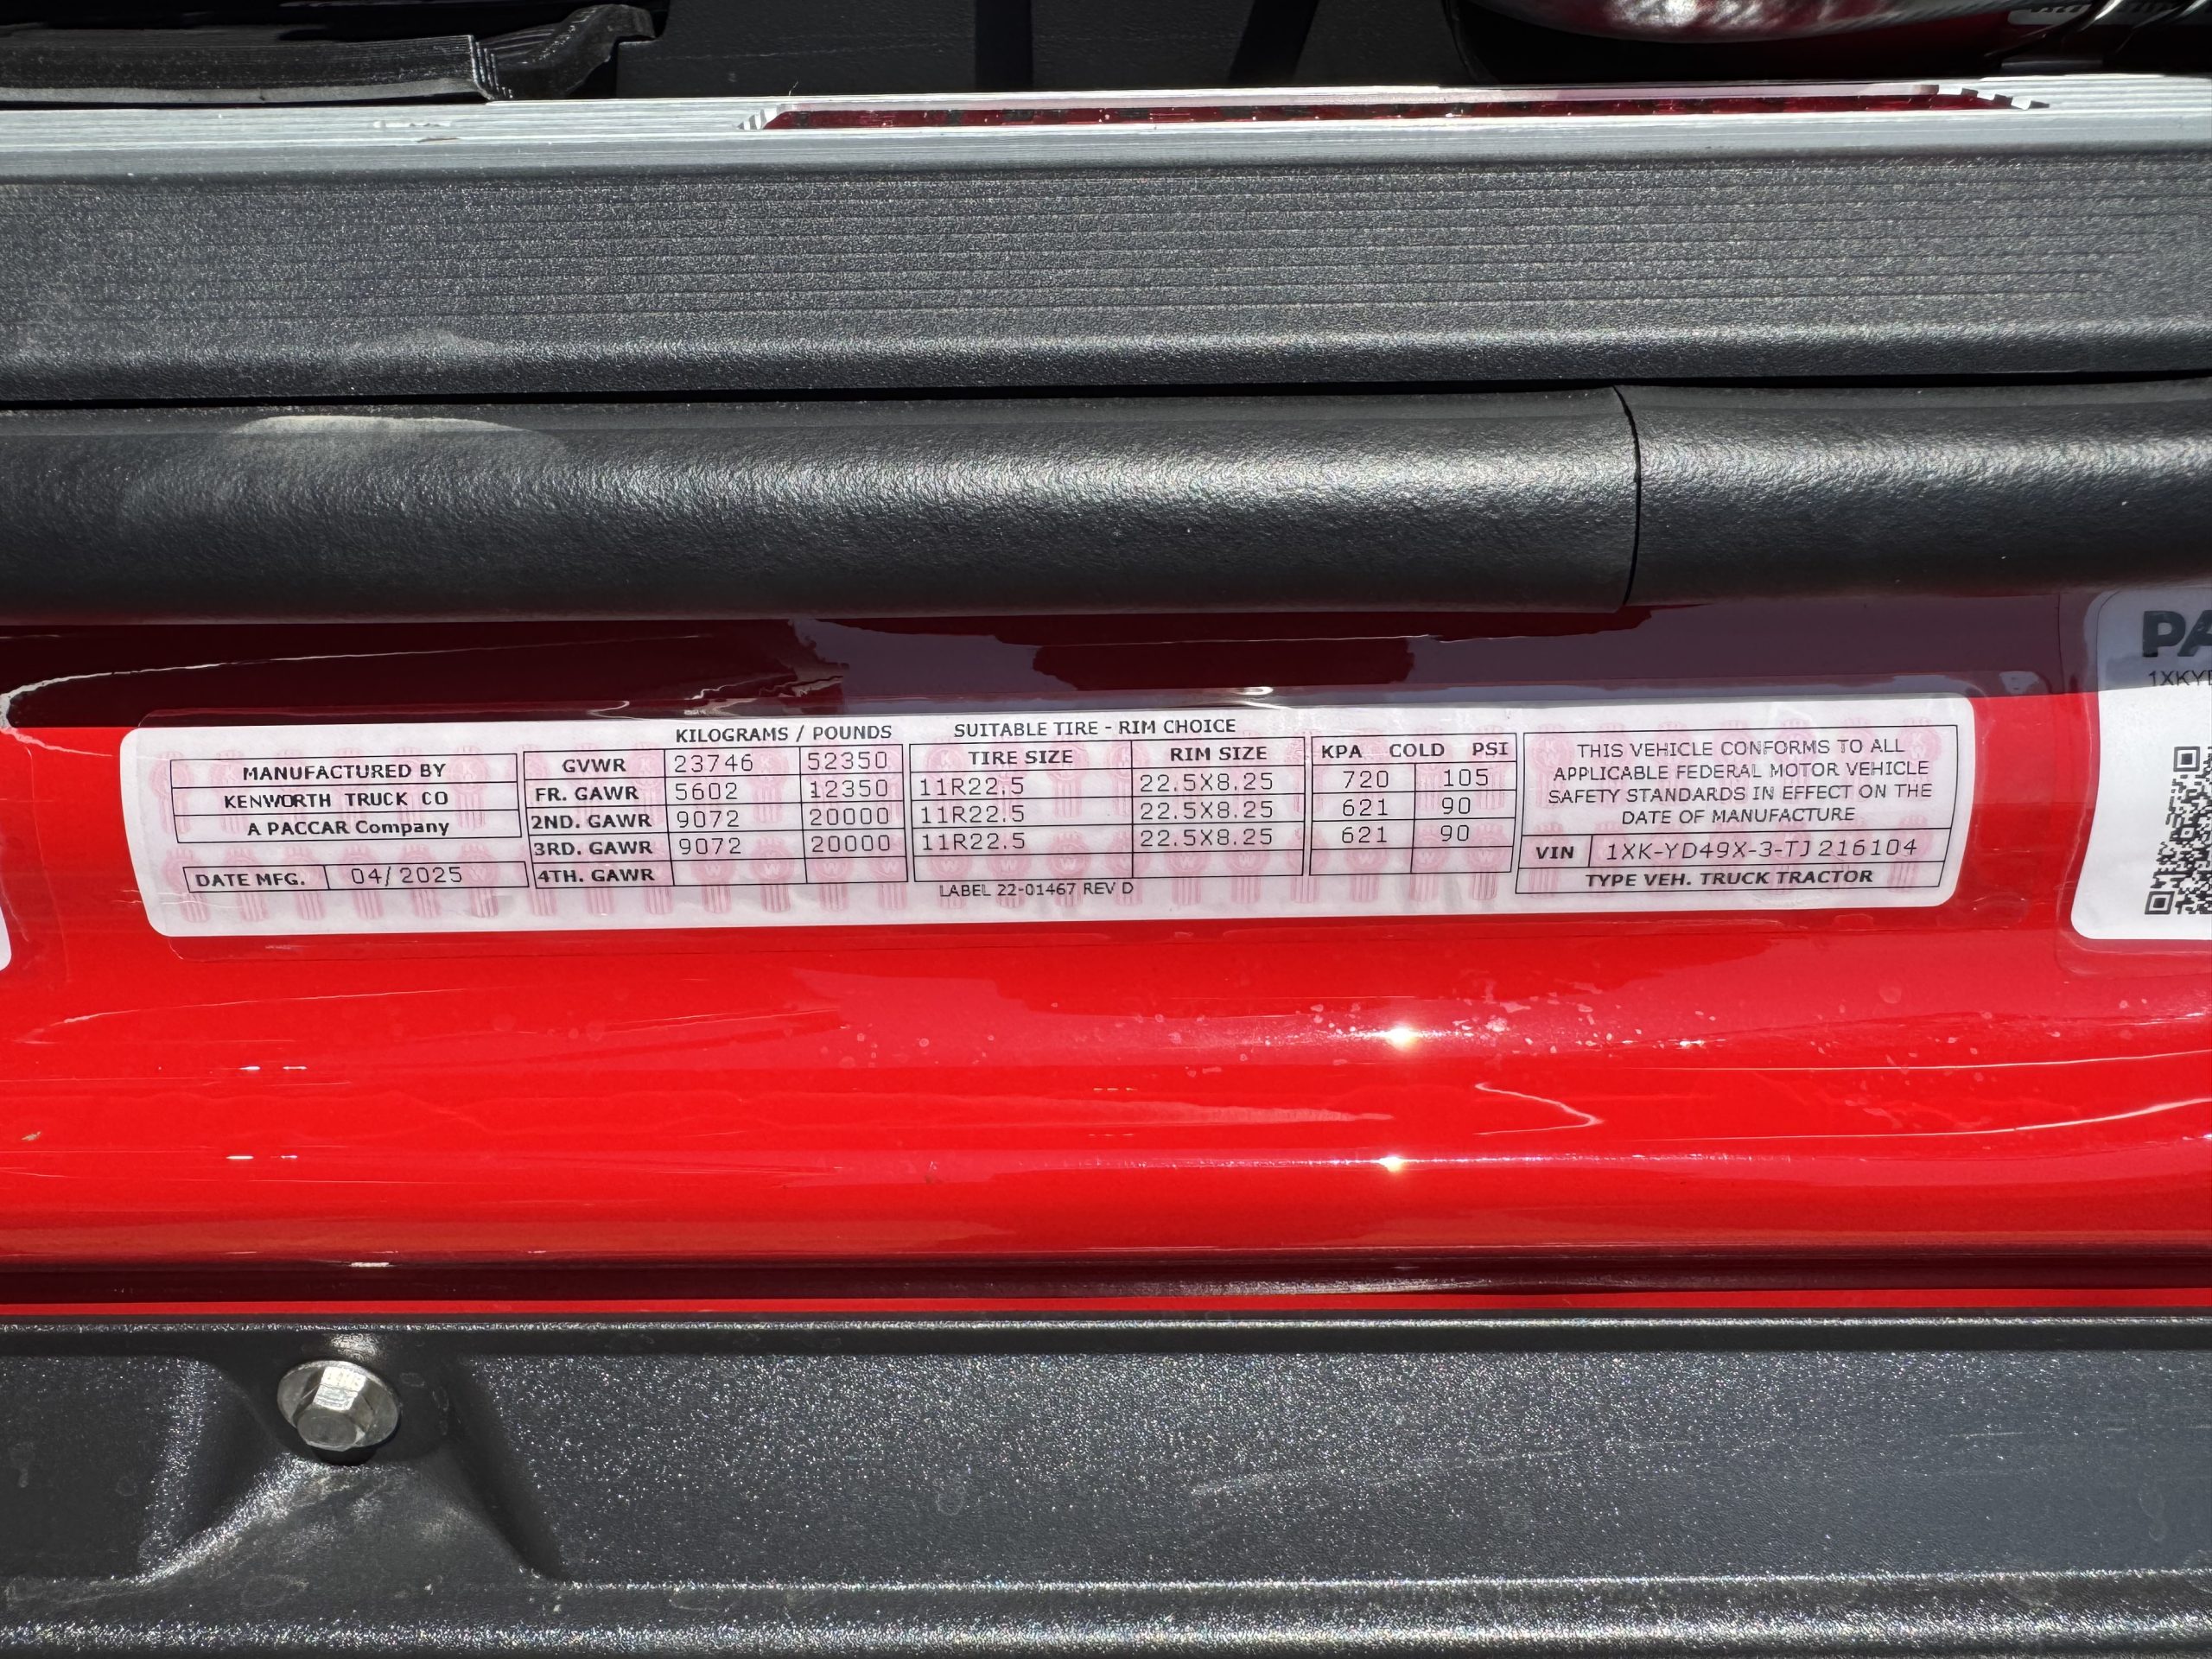 KILOGRAMS / POUNDS SUITABLE TIRE - RIM CHOICE
MANUFACTURED BY
KENWORTH TRUCK CO
A PACCAR Company
DATE MFG. 04/2025
GVWR 23746 52350
FR. GAWR 5602 12350
2ND. GAWR 9072 20000
3RD. GAWR 9072 20000
4TH. GAWR
TIRE SIZE RIM SIZE
11R22.5 22.5X8.25
11R22.5 22.5X8.25
11R22.5 22.5X8.25
LABEL 22-01467 REV D
KPA COLD PSI
720 105
621 90
621 90
THIS VEHICLE CONFORMS TO ALL
APPLICABLE FEDERAL MOTOR VEHICLE
SAFETY STANDARDS IN EFFECT ON THE
DATE OF MANUFACTURE
VIN 1XK-YD49X-3-TJ216104
TYPE VEH. TRUCK TRACTOR
PA
1XKY